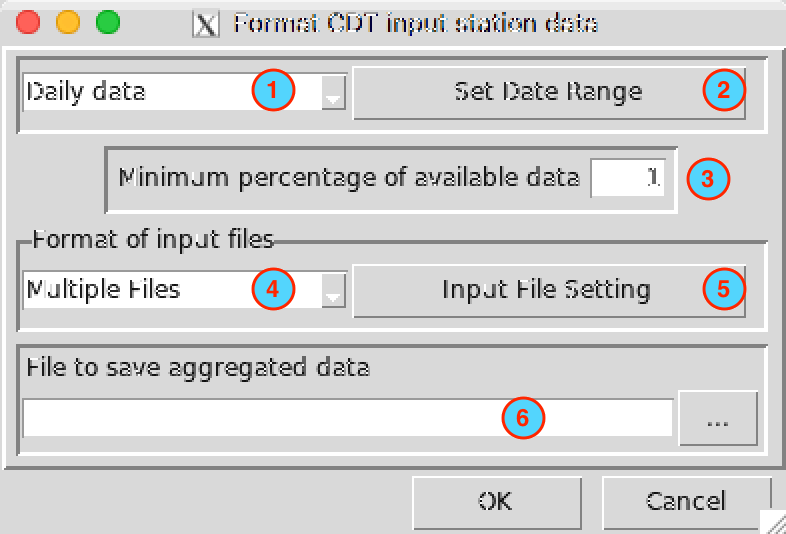 Format CDT input station data
Daily data 1 Set Date Range 2
Minimum percentage of available data 1 3
Format of input files
Multiple Files 4 Input File Setting 5
File to save aggregated data
6 ...
OK Cancel